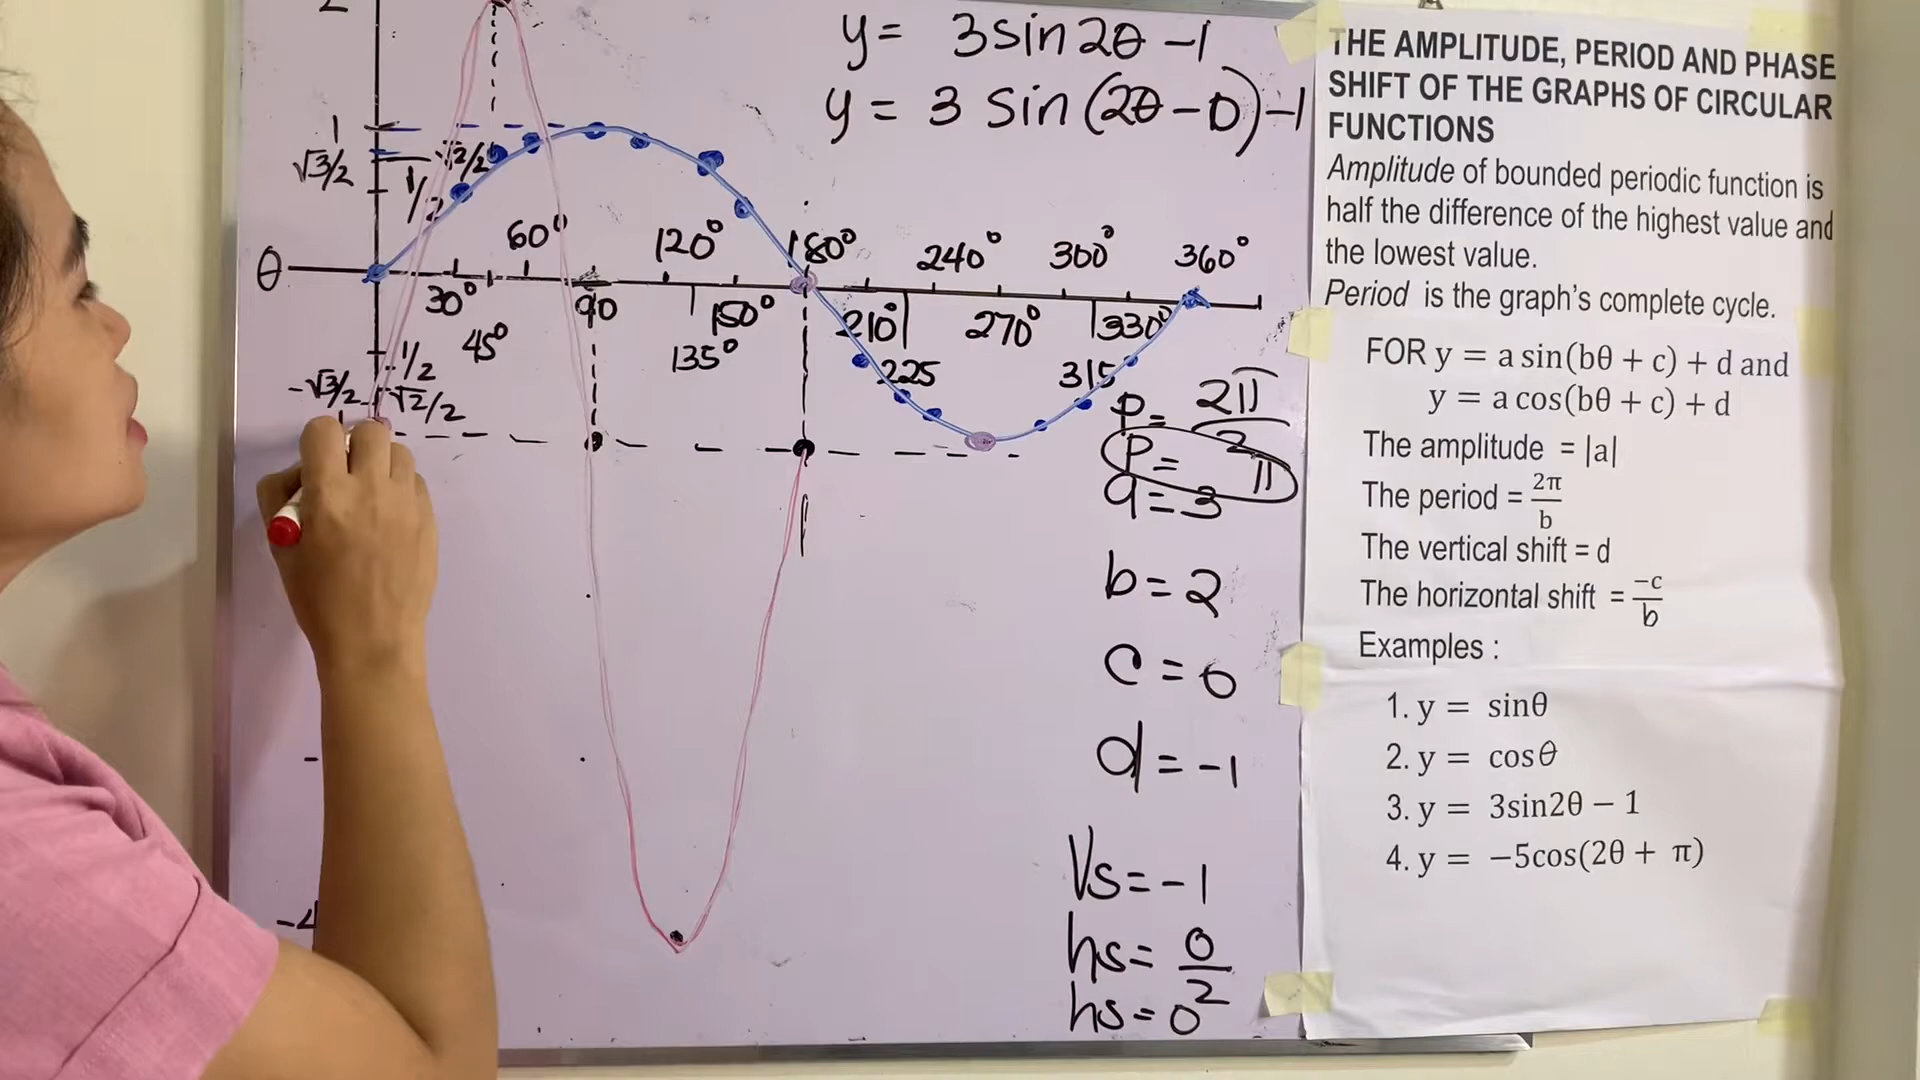 y = 3 sin 2θ -1
y = 3 Sin (2θ - 0) -1
2
1
√3/2
√2/2
1/2
θ
30°
45°
60°
90
120°
135°
150°
180°
210°
225
240°
270°
300°
315
330°
360°
-1/2
-√3/2
√2/2
-4
P = 2π/2
P = π
a = 3
b = 2
c = 0
d = -1
Vs = -1
hs = 0/2
hs = 0
THE AMPLITUDE, PERIOD AND PHASE
SHIFT OF THE GRAPHS OF CIRCULAR
FUNCTIONS
Amplitude of bounded periodic function is
half the difference of the highest value and
the lowest value.
Period is the graph's complete cycle.
FOR y = a sin(bθ + c) + d and
y = a cos(bθ + c) + d
The amplitude = |a|
The period = 2π/b
The vertical shift = d
The horizontal shift = -c/b
Examples :
1. y = sinθ
2. y = cosθ
3. y = 3sin2θ − 1
4. y = −5cos(2θ + π)